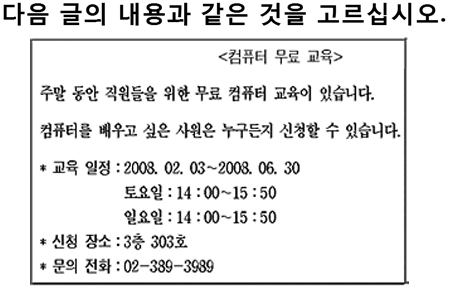 다음 글의 내용과 같은 것을 고르십시오.
<컴퓨터 무료 교육>
주말 동안 직원들을 위한 무료 컴퓨터 교육이 있습니다.
컴퓨터를 배우고 싶은 사원은 누구든지 신청할 수 있습니다.
* 교육 일정 : 2008. 02. 03~2008. 06. 30
토요일 : 14 : 00~15 : 50
일요일 : 14 : 00~15 : 50
* 신청 장소 : 3층 303호
* 문의 전화 : 02-389-3989